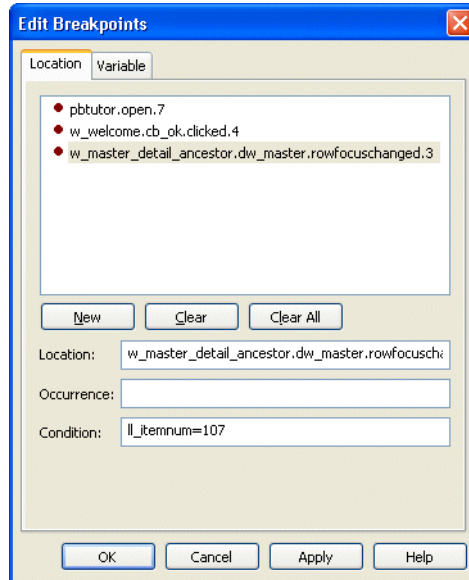 Edit Breakpoints
Location Variable
pbtutor.open.7
w_welcome.cb_ok.clicked.4
w_master_detail_ancestor.dw_master.rowfocuschanged.3
New Clear Clear All
Location: w_master_detail_ancestor.dw_master.rowfocuscha
Occurrence:
Condition: ll_itemnum=107
OK Cancel Apply Help